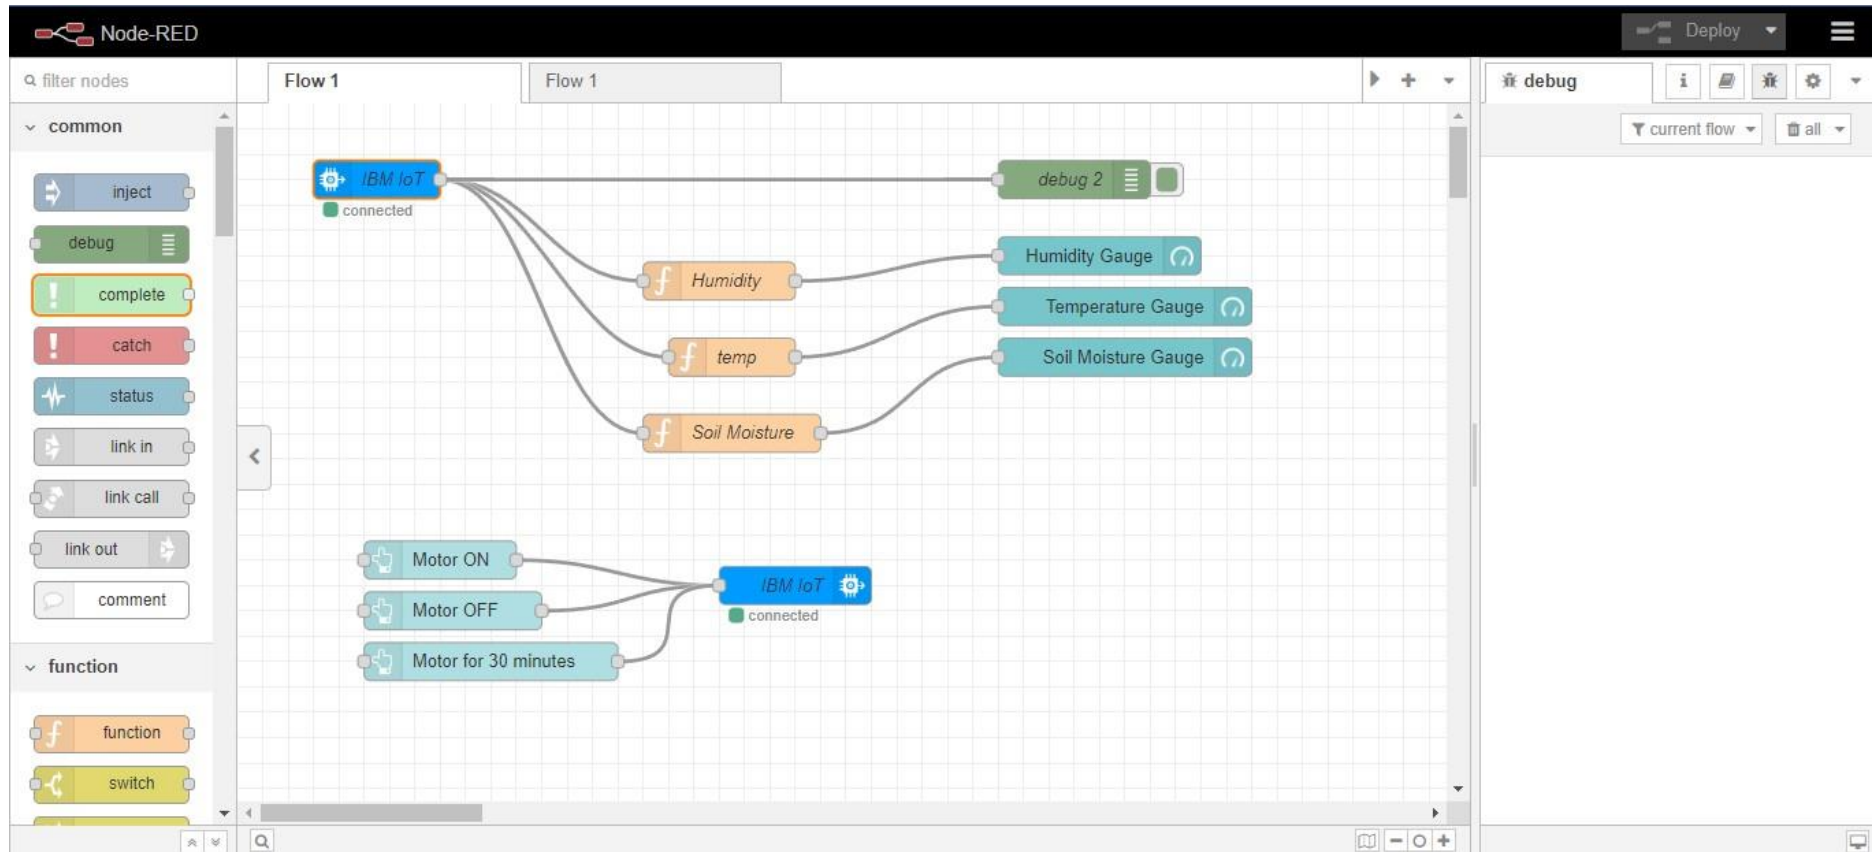 Node-RED
Deploy
filter nodes
Flow 1
Flow 1
debug
i
current flow
all
common
inject
debug
complete
catch
status
link in
link call
link out
comment
function
function
switch
IBM IoT
connected
debug 2
Humidity
Humidity Gauge
temp
Temperature Gauge
Soil Moisture
Soil Moisture Gauge
Motor ON
Motor OFF
Motor for 30 minutes
IBM IoT
connected